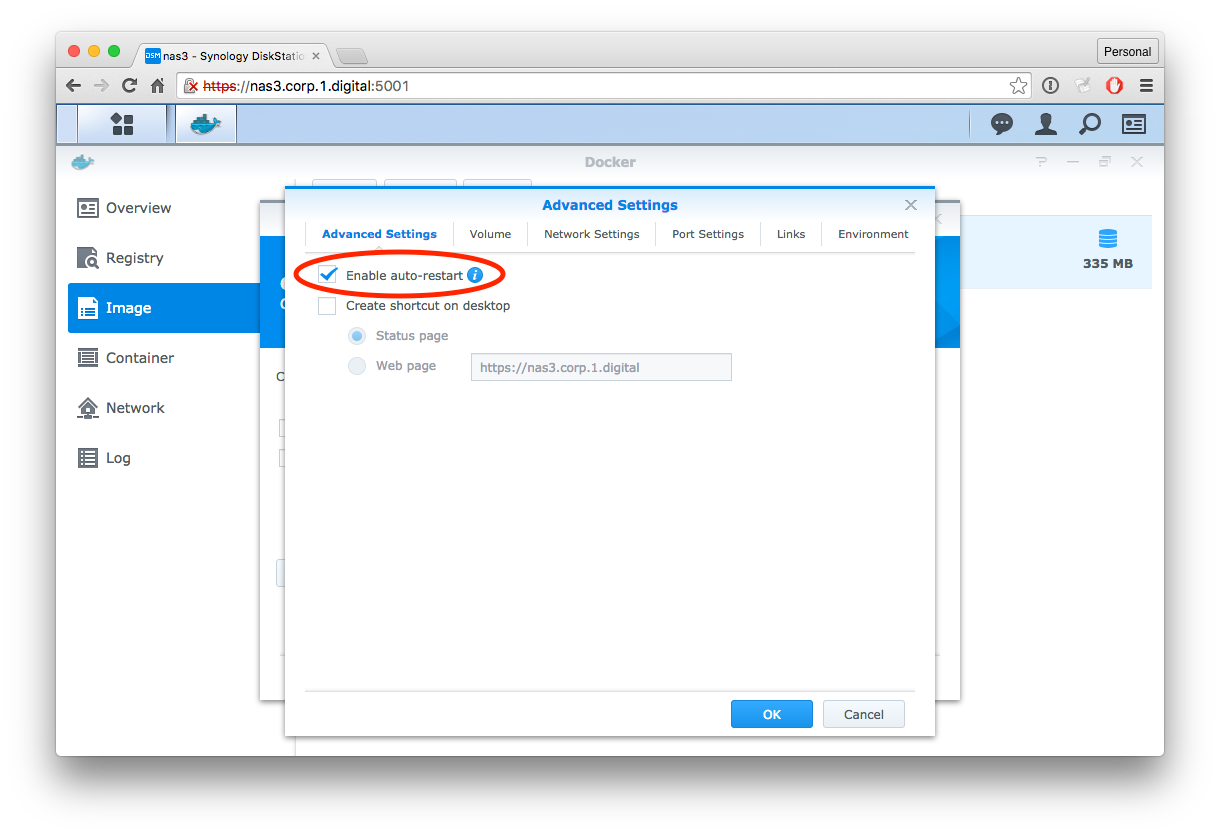 DSM nas3 - Synology DiskStatio
Personal
https://nas3.corp.1.digital:5001
Docker
Overview
Registry
Image
Container
Network
Log
335 MB
Advanced Settings
Advanced Settings Volume Network Settings Port Settings Links Environment
Enable auto-restart i
Create shortcut on desktop
Status page
Web page https://nas3.corp.1.digital
OK Cancel